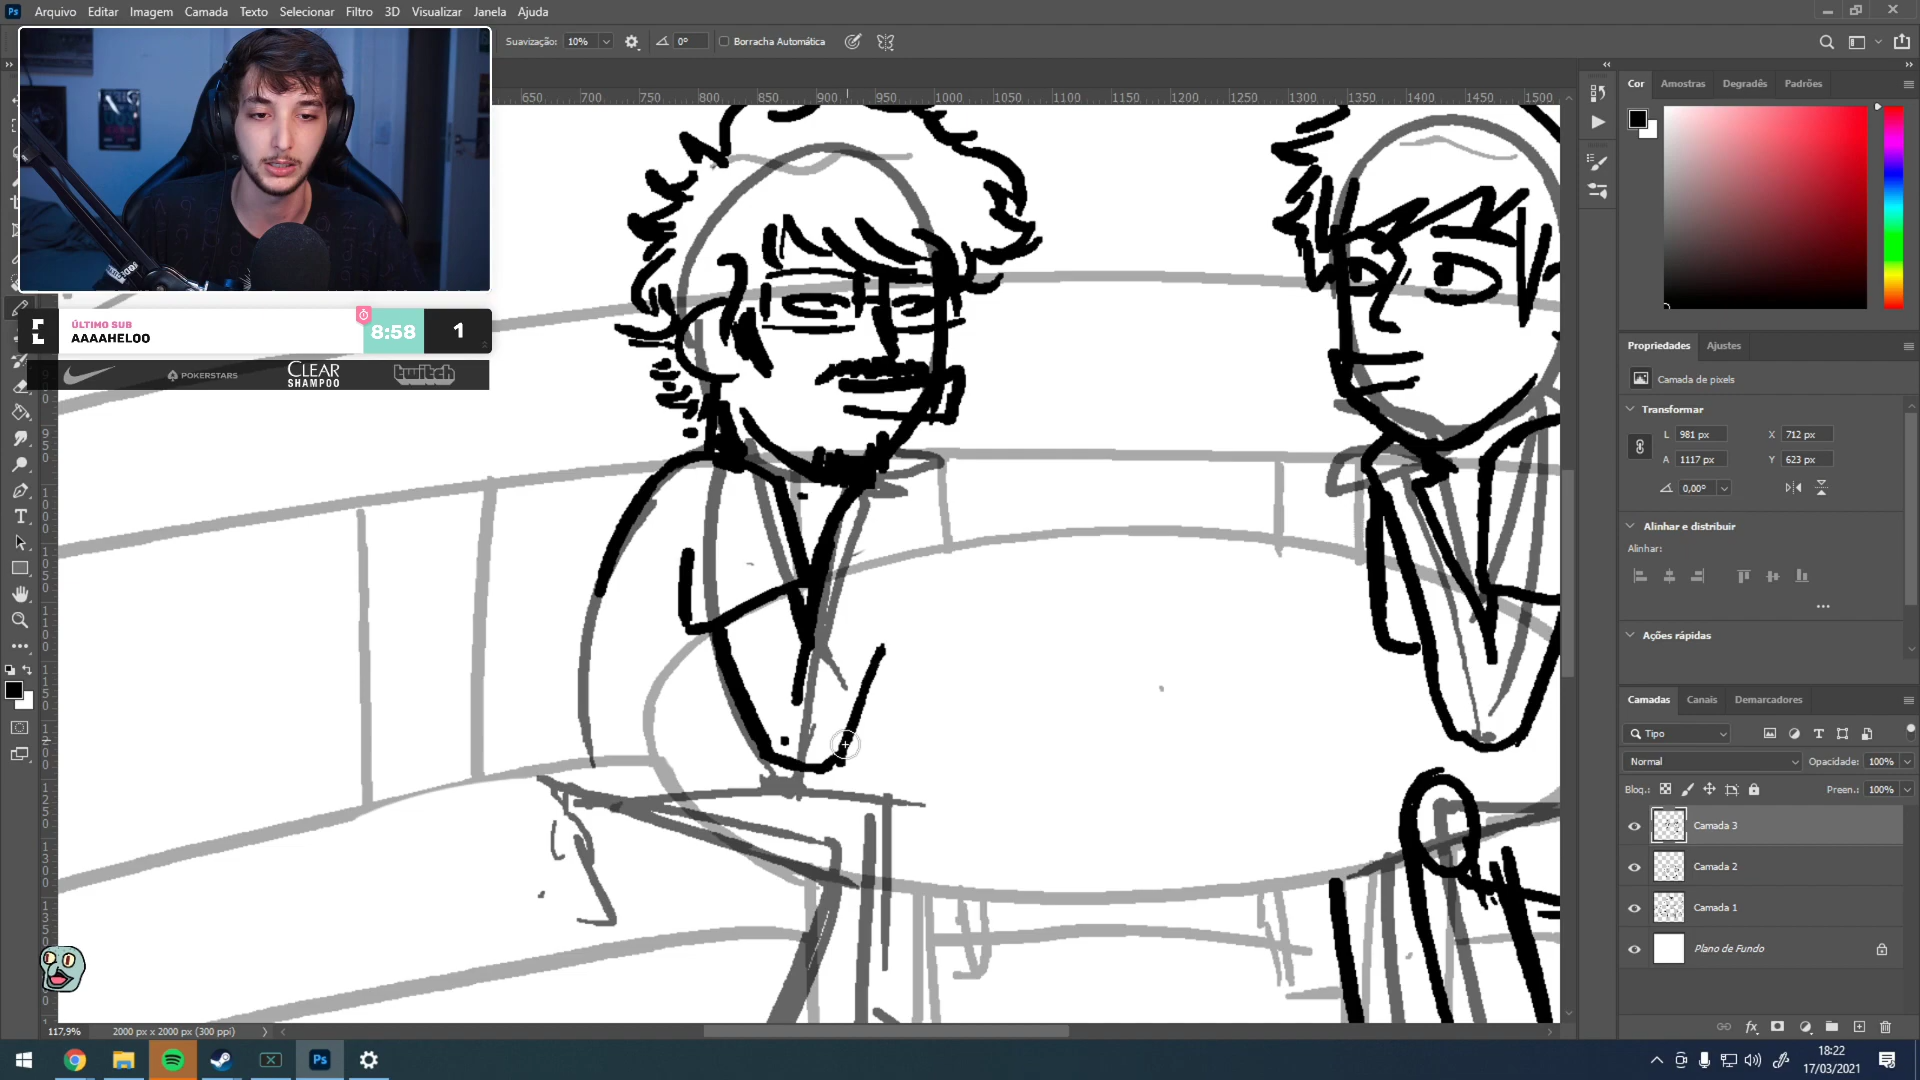 Ps Arquivo Editar Imagem Camada Texto Selecionar Filtro 3D Visualizar Janela Ajuda
Suavização: 10% 0º Borracha Automática
650 700 750 800 850 900 950 1000 1050 1100 1150 1200 1250 1300 1350 1400 1450 1500
ÚLTIMO SUB
AAAAHELOO
8:58
1
POKERSTARS
CLEAR
SHAMPOO
twitch
Cor Amostras Degradês Padrões
Propriedades Ajustes
Camada de pixels
Transformar
L 981 px X 712 px
A 1117 px Y 623 px
0,00º
Alinhar e distribuir
Alinhar:
Ações rápidas
Camadas Canais Demarcadores
Tipo
Normal Opacidade: 100%
Bloq.: Preen.: 100%
Camada 3
Camada 2
Camada 1
Plano de Fundo
117,9% 2000 px x 2000 px (300 ppi)
Ps
18:22
17/03/2021